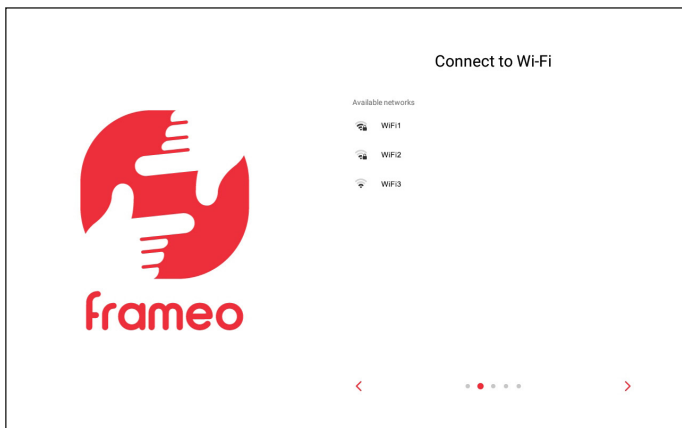 Connect to Wi-Fi
Available networks
WiFi1
WiFi2
WiFi3
frameo